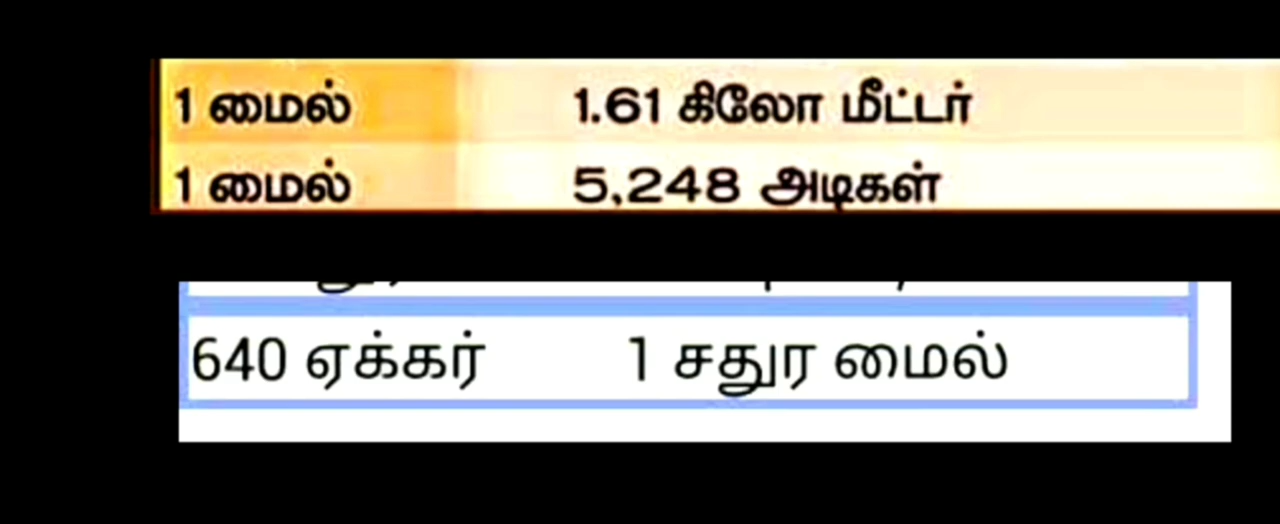 1 மைல் 1.61 கிலோ மீட்டர்
1 மைல் 5,248 அடிகள்
640 ஏக்கர் 1 சதுர மைல்